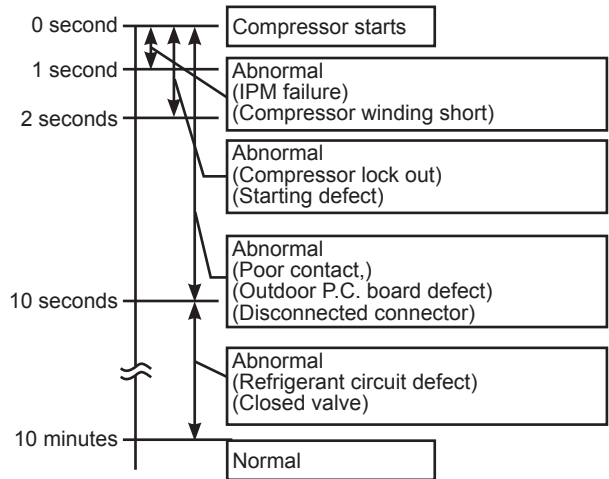 0 second
Compressor starts
1 second
Abnormal
(IPM failure)
(Compressor winding short)
2 seconds
Abnormal
(Compressor lock out)
(Starting defect)
Abnormal
(Poor contact,)
(Outdoor P.C. board defect)
(Disconnected connector)
10 seconds
Abnormal
(Refrigerant circuit defect)
(Closed valve)
10 minutes
Normal